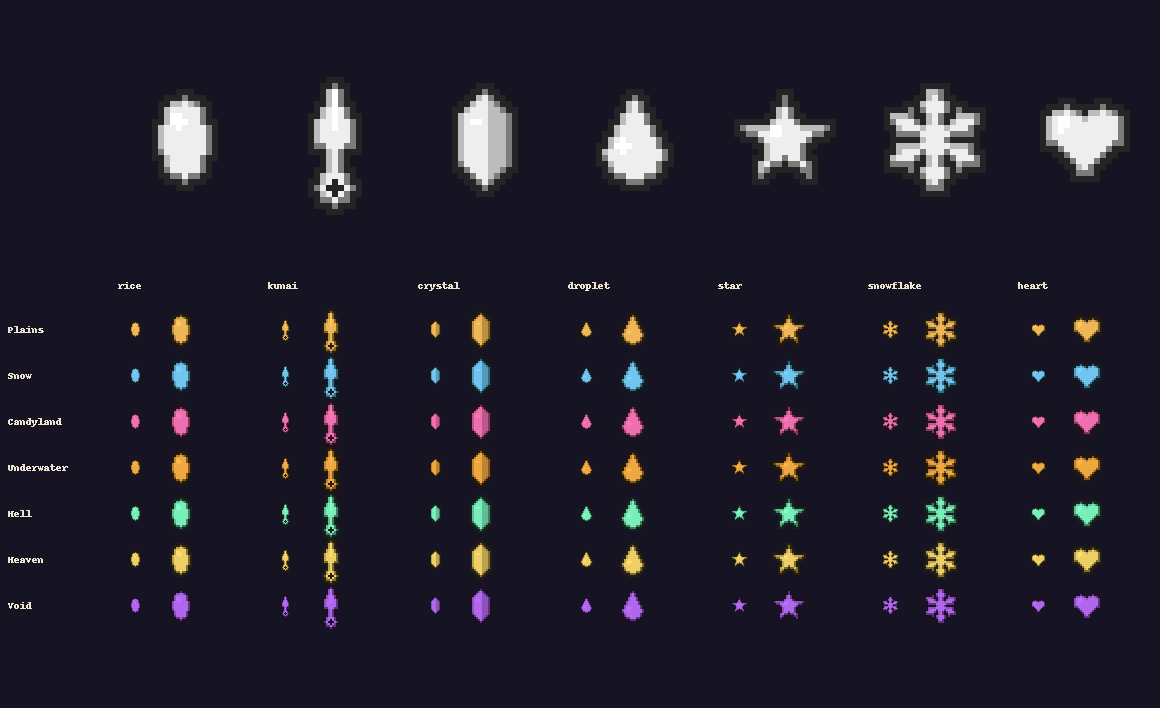 rice kunai crystal droplet star snowflake heart
Plains
Snow
Candyland
Underwater
Hell
Heaven
Void